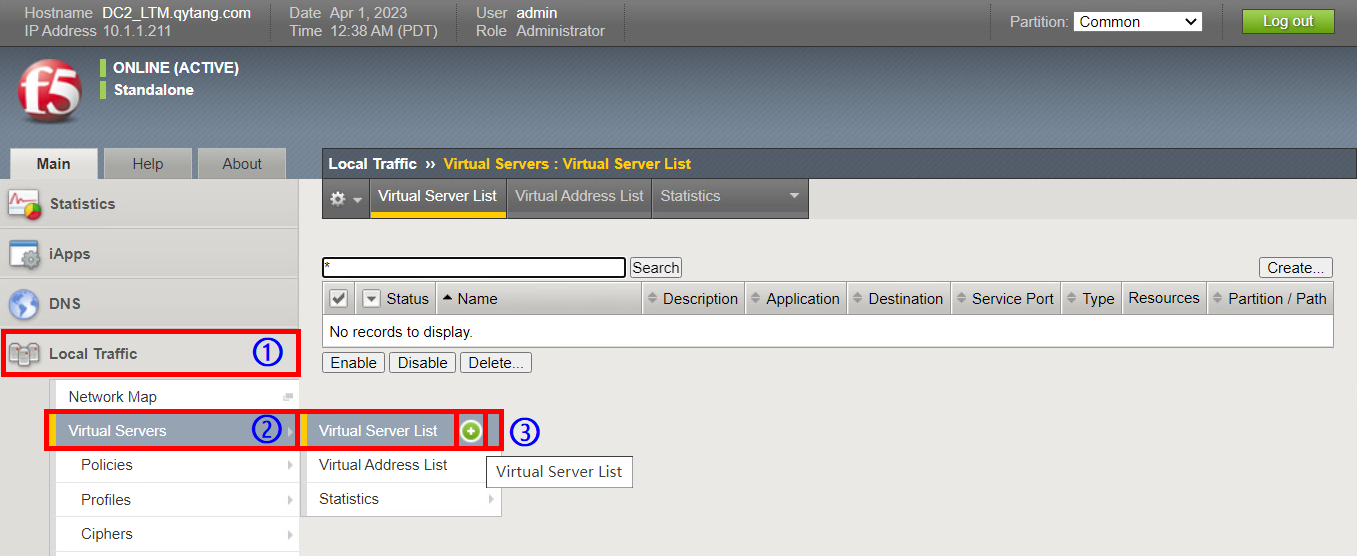 Hostname DC2_LTM.qytang.com Date Apr 1, 2023 User admin
IP Address 10.1.1.211 Time 12:38 AM (PDT) Role Administrator
Partition: Common Log out
f5
ONLINE (ACTIVE)
Standalone
Main Help About
Local Traffic ›› Virtual Servers : Virtual Server List
Virtual Server List Virtual Address List Statistics
Statistics
iApps
DNS
Local Traffic ①
Network Map
Virtual Servers ② Virtual Server List ③
Policies Virtual Address List Virtual Server List
Profiles Statistics
Ciphers
* Search Create...
Status Name Description Application Destination Service Port Type Resources Partition / Path
No records to display.
Enable Disable Delete...